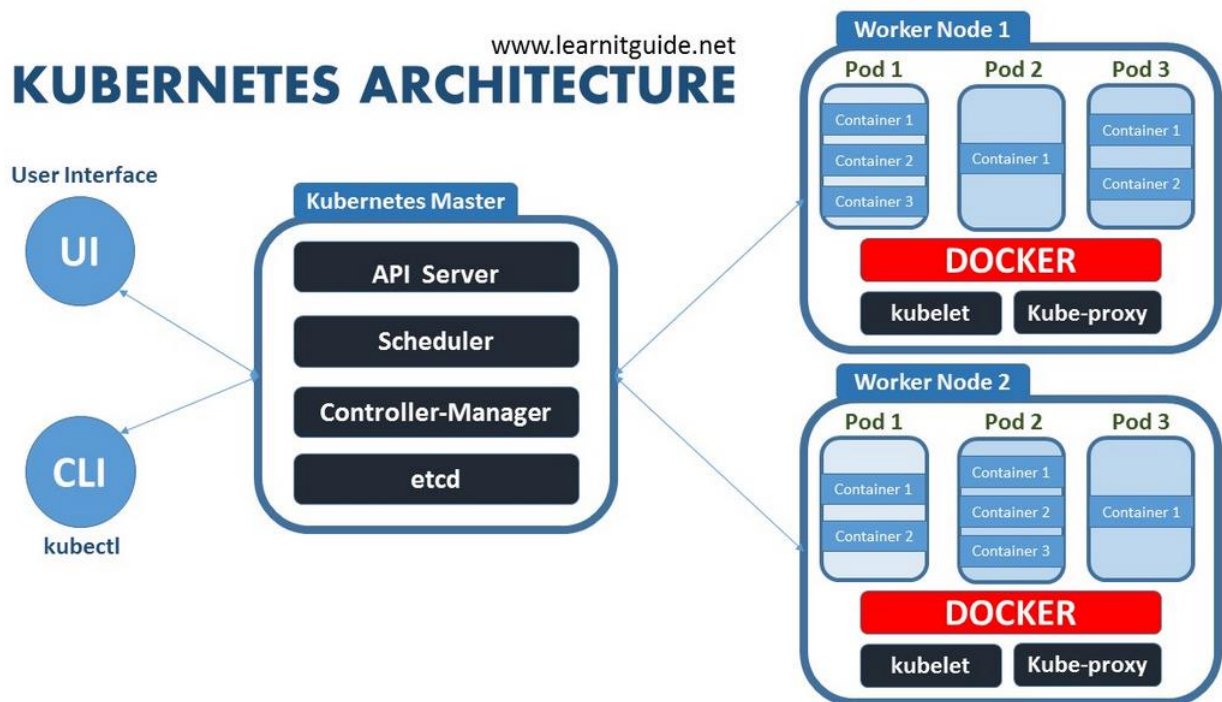 www.learnitguide.net
KUBERNETES ARCHITECTURE
User Interface
UI
CLI
kubectl
Kubernetes Master
API Server
Scheduler
Controller-Manager
etcd
Worker Node 1
Pod 1 Pod 2 Pod 3
Container 1
Container 2
Container 3
Container 1
Container 1
Container 2
DOCKER
kubelet Kube-proxy
Worker Node 2
Pod 1 Pod 2 Pod 3
Container 1
Container 2
Container 1
Container 2
Container 3
Container 1
DOCKER
kubelet Kube-proxy